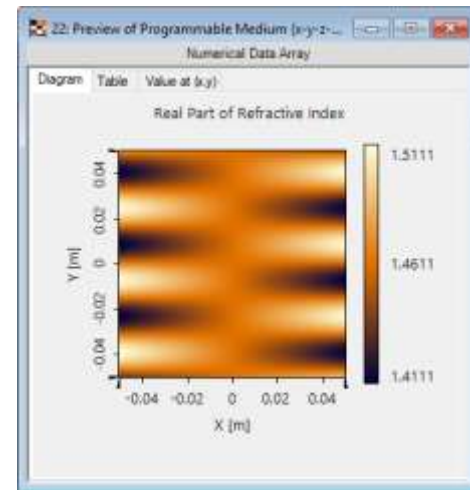 22: Preview of Programmable Medium (x-y-z-...
Numerical Data Array
Diagram Table Value at (x,y)
Real Part of Refractive Index
1.5111
1.4611
1.4111
0.04
0.02
0
-0.02
-0.04
Y [m]
-0.04 -0.02 0 0.02 0.04
X [m]